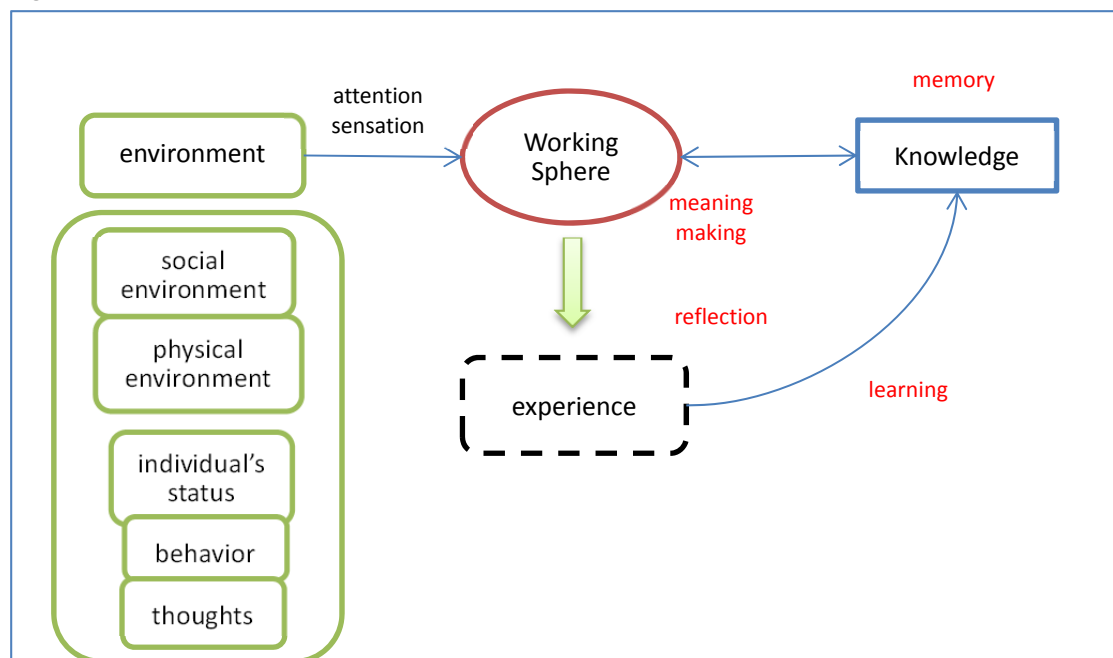 memory
attention
sensation
environment
Working
Sphere
Knowledge
meaning
making
social
environment
physical
environment
reflection
experience
learning
individual's
status
behavior
thoughts